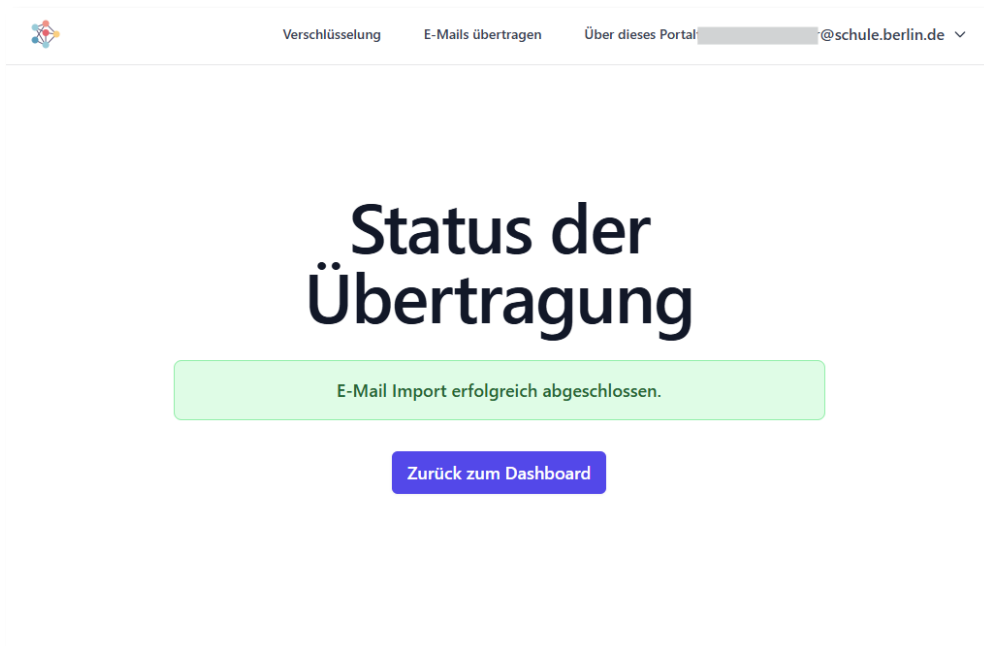 Verschlüsselung E-Mails übertragen Über dieses Portal @schule.berlin.de
Status der
Übertragung
E-Mail Import erfolgreich abgeschlossen.
Zurück zum Dashboard